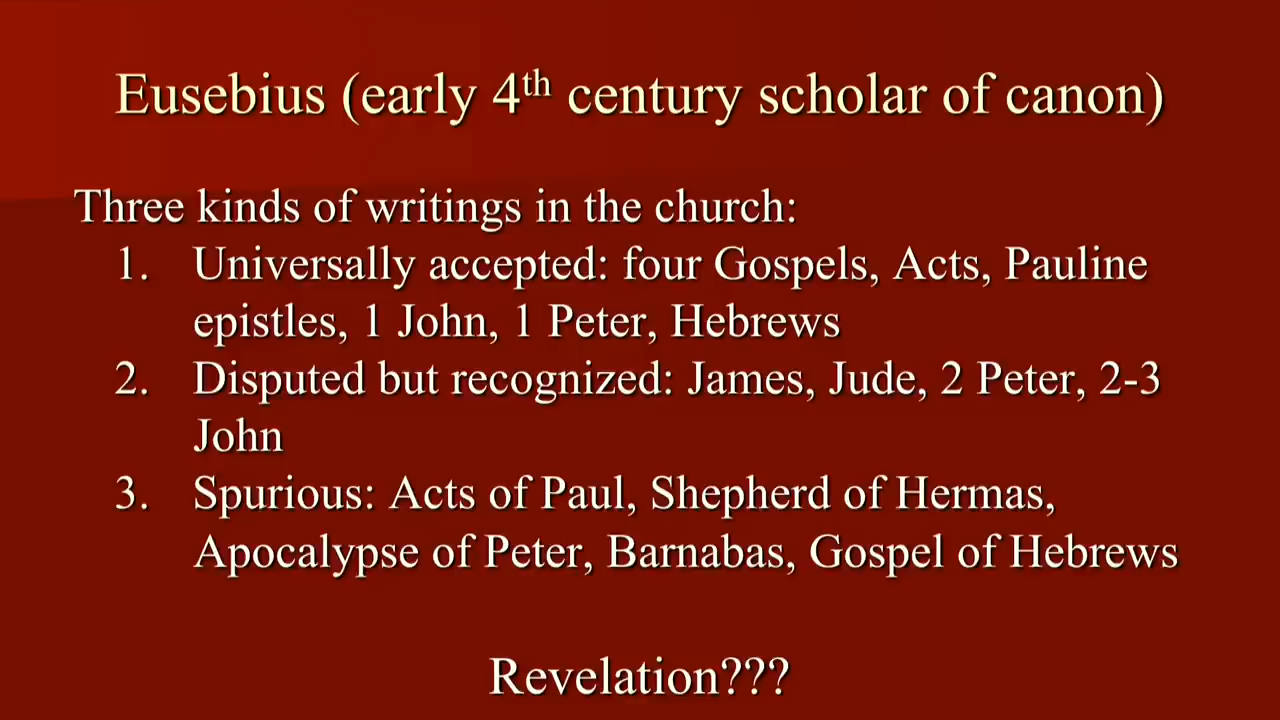 Eusebius (early 4th century scholar of canon)
Three kinds of writings in the church:
1. Universally accepted: four Gospels, Acts, Pauline
epistles, 1 John, 1 Peter, Hebrews
2. Disputed but recognized: James, Jude, 2 Peter, 2-3
John
3. Spurious: Acts of Paul, Shepherd of Hermas,
Apocalypse of Peter, Barnabas, Gospel of Hebrews
Revelation???